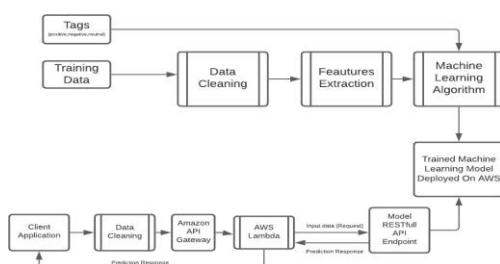 Tags
(positive,negative,neutral)
Training
Data
Data
Cleaning
Feautures
Extraction
Machine
Learning
Algorithm
Trained Machine
Learning Model
Deployed On AWS
Client
Application
Data
Cleaning
Amazon
API
Gateway
AWS
Lambda
Input data (Request)
Prediction Response
Model
RESTfull
API
Endpoint
Prediction Response